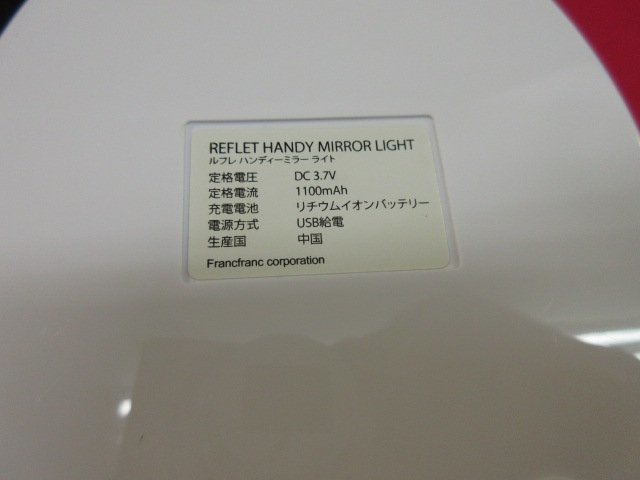 REFLET HANDY MIRROR LIGHT
ルフレ ハンディーミラー ライト
定格電圧 DC 3.7V
定格電流 1100mAh
充電電池 リチウムイオンバッテリー
電源方式 USB給電
生産国 中国
Francfranc corporation